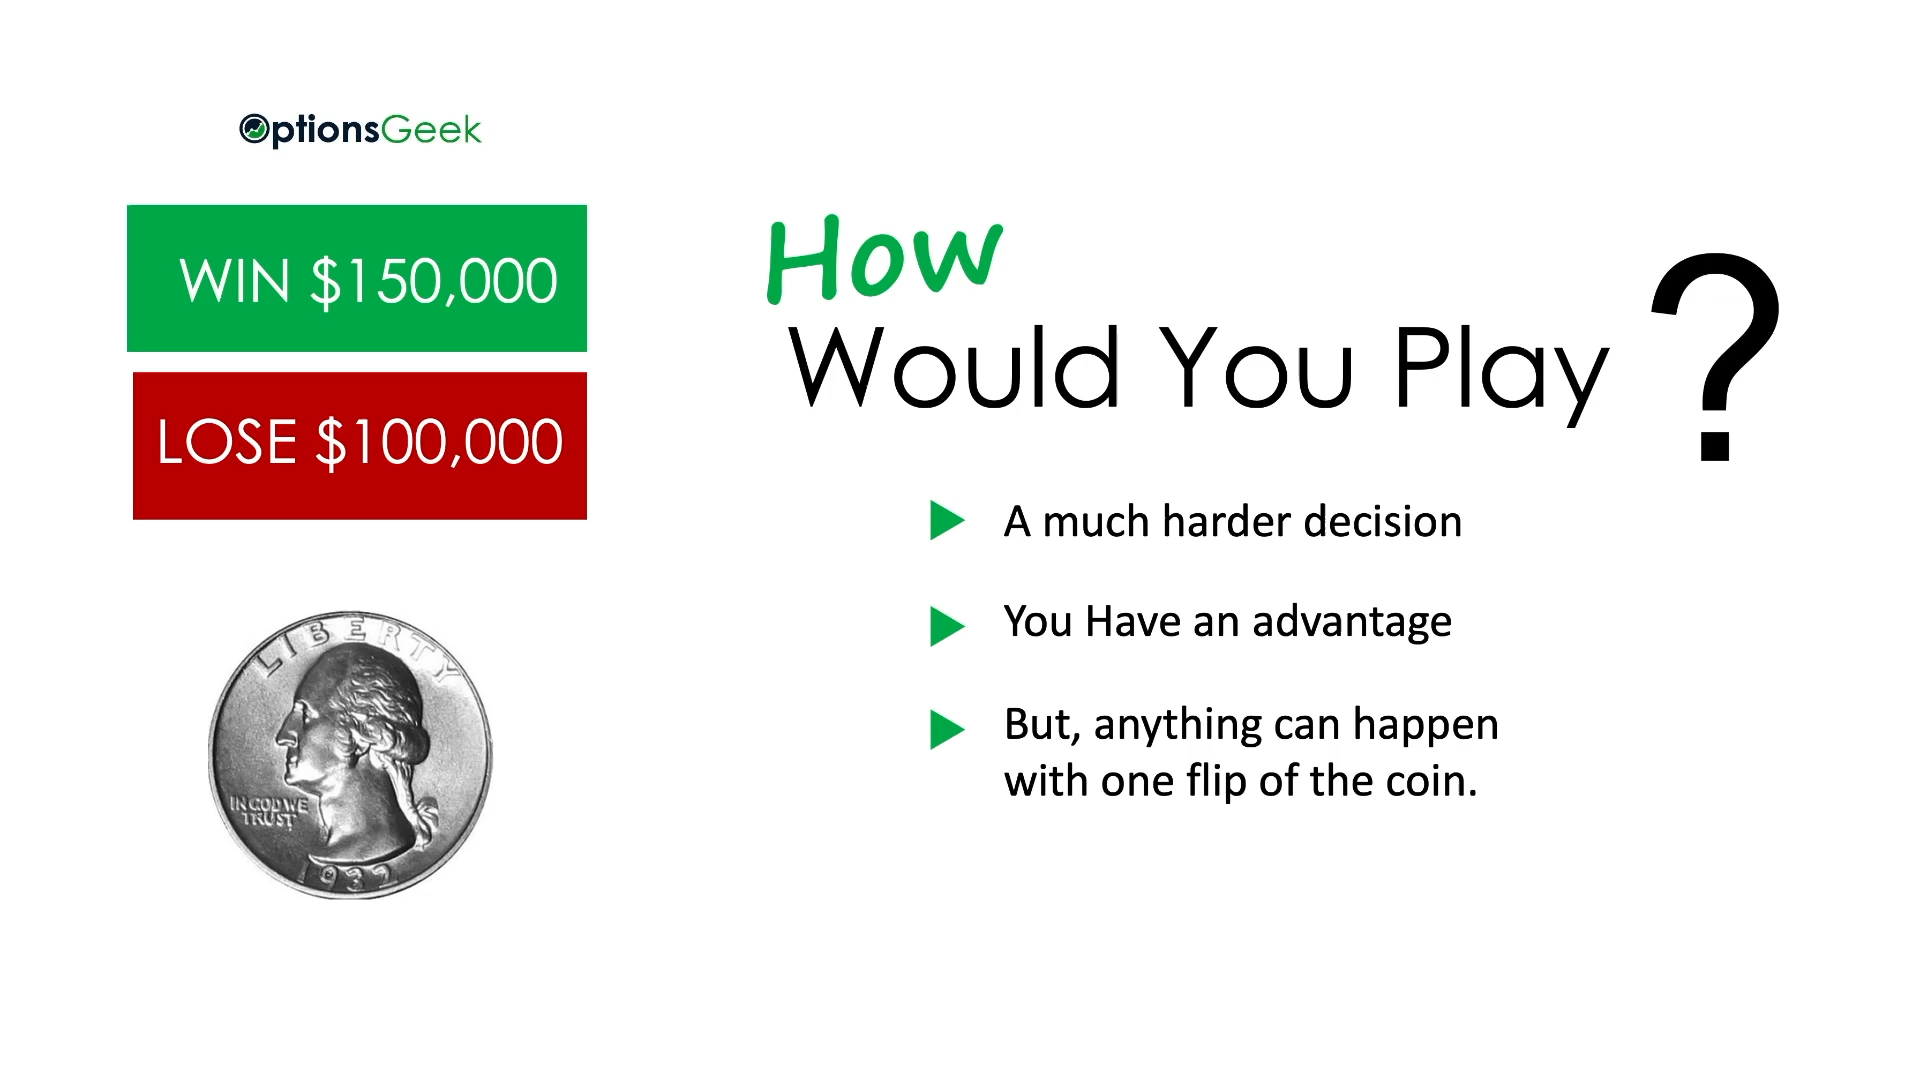 OptionsGeek
WIN $150,000
LOSE $100,000
LIBERTY
IN GOD WE
TRUST
1932
How
Would You Play ?
A much harder decision
You Have an advantage
But, anything can happen
with one flip of the coin.